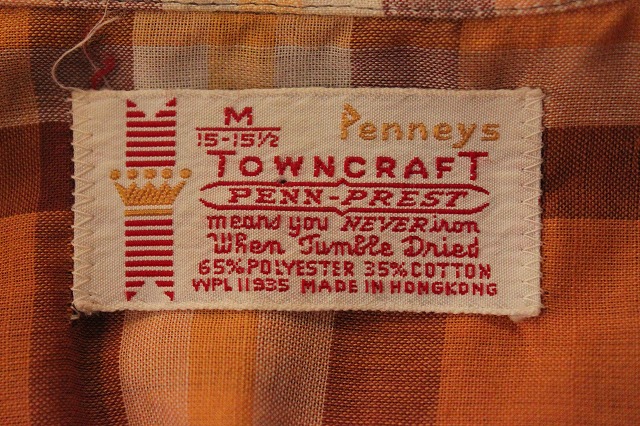 M
15-15½
Penneys
TOWNCRAFT
PENN-PREST
means you NEVER iron
When Tumble Dried
65% POLYESTER 35% COTTON
WPL 11935 MADE IN HONGKONG